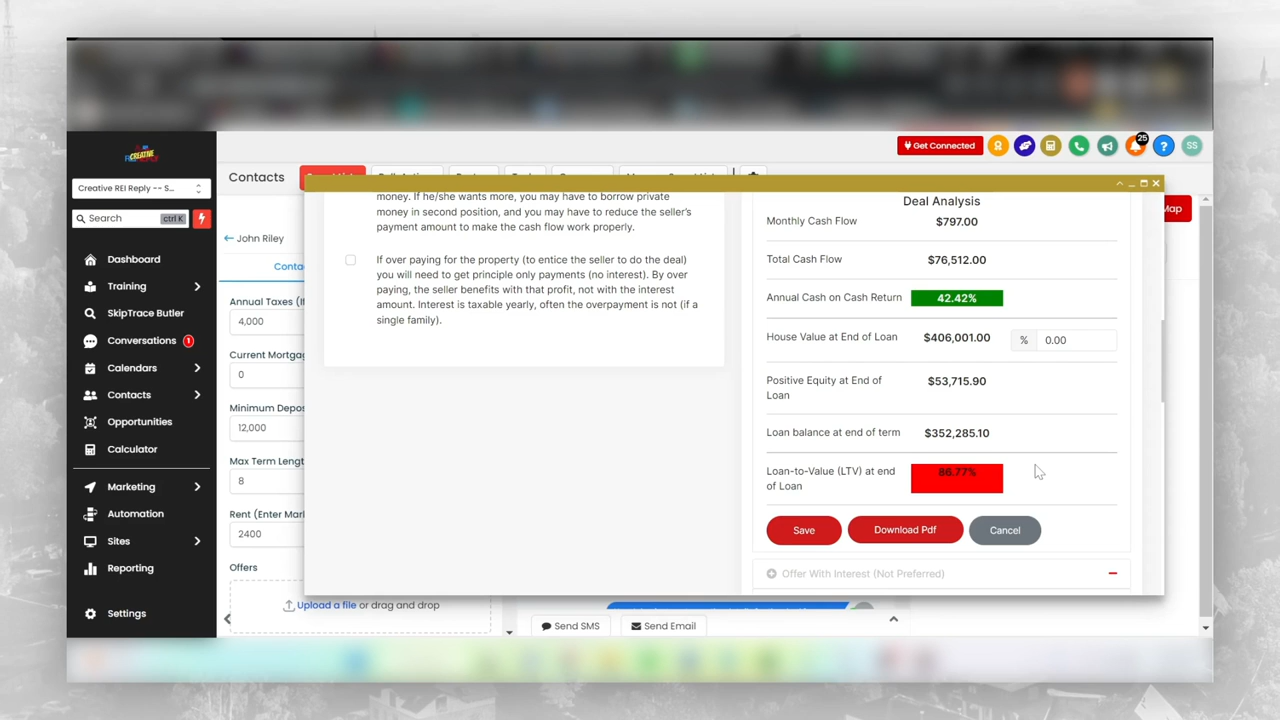 CREATIVE
Creative REI Reply -- S...
Search
ctrl K
Dashboard
Training
SkipTrace Butler
Conversations
1
Calendars
Contacts
Opportunities
Calculator
Marketing
Automation
Sites
Reporting
Settings
Get Connected
25
?
SS
Contacts
Map
John Riley
Annual Taxes (I
4,000
Current Mortgag
0
Minimum Depos
12,000
Max Term Length
8
Rent (Enter Mark
2400
Offers
Upload a file or drag and drop
money. If he/she wants more, you may have to borrow private
money in second position, and you may have to reduce the seller's
payment amount to make the cash flow work properly.
If over paying for the property (to entice the seller to do the deal)
you will need to get principle only payments (no interest). By over
paying, the seller benefits with that profit, not with the interest
amount. Interest is taxable yearly, often the overpayment is not (if a
single family).
Deal Analysis
Monthly Cash Flow $797.00
Total Cash Flow $76,512.00
Annual Cash on Cash Return 42.42%
House Value at End of Loan $406,001.00 % 0.00
Positive Equity at End of
Loan
$53,715.90
Loan balance at end of term $352,285.10
Loan-to-Value (LTV) at end
of Loan
86.77%
Save Download Pdf Cancel
Offer With Interest (Not Preferred)
Send SMS Send Email